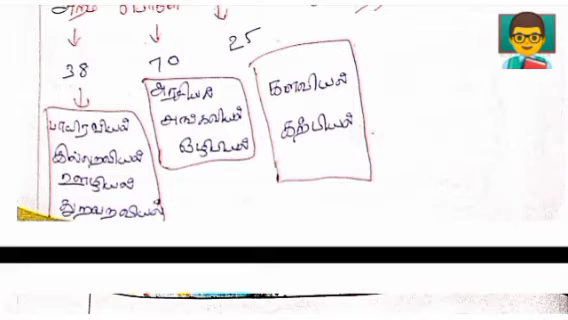 அறம் பொருள்
38 70 25
பாயிரவியல்
இல்லறவியல்
ஊழியல்
துறவறவியல்
அரசியல்
அங்கவியல்
ஒழிபியல்
களவியல்
கற்பியல்